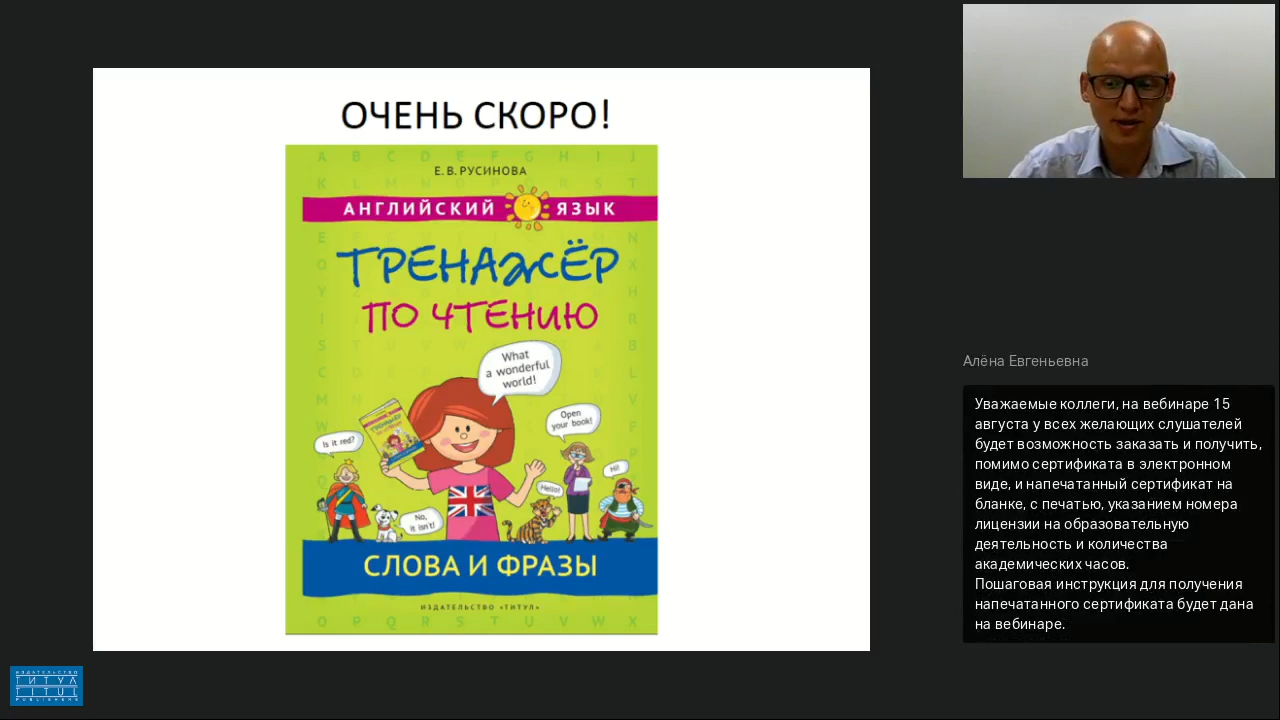 ОЧЕНЬ СКОРО!
Е. В. РУСИНОВА
АНГЛИЙСКИЙ ЯЗЫК
ТРЕНАЖЁР
ПО ЧТЕНИЮ
What
a wonderful
world!
Open
your book!
Is it red?
Hi!
Hello!
No,
it isn't!
СЛОВА И ФРАЗЫ
ИЗДАТЕЛЬСТВО «ТИТУЛ»
Алёна Евгеньевна
Уважаемые коллеги, на вебинаре 15
августа у всех желающих слушателей
будет возможность заказать и получить,
помимо сертификата в электронном
виде, и напечатанный сертификат на
бланке, с печатью, указанием номера
лицензии на образовательную
деятельность и количества
академических часов.
Пошаговая инструкция для получения
напечатанного сертификата будет дана
на вебинаре.
ИЗДАТЕЛЬСТВО
ТИТУЛ
TITUL
PUBLISHERS